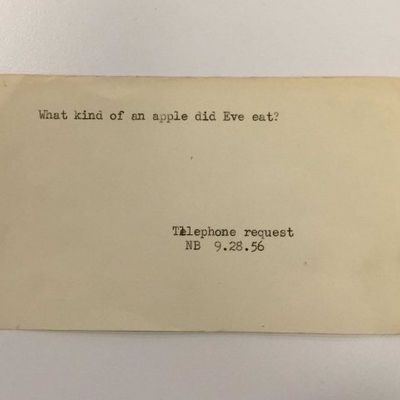 What kind of an apple did Eve eat?
Telephone request
NB 9.28.56